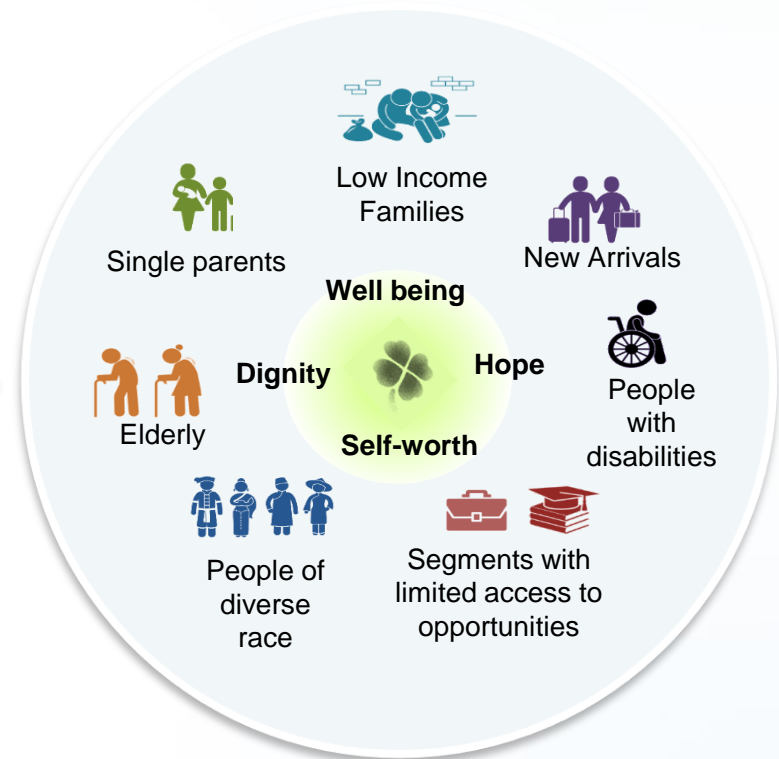 Low Income
Families
Single parents
New Arrivals
Well being
Dignity
Hope
Self-worth
Elderly
People
with
disabilities
People of
diverse
race
Segments with
limited access to
opportunities